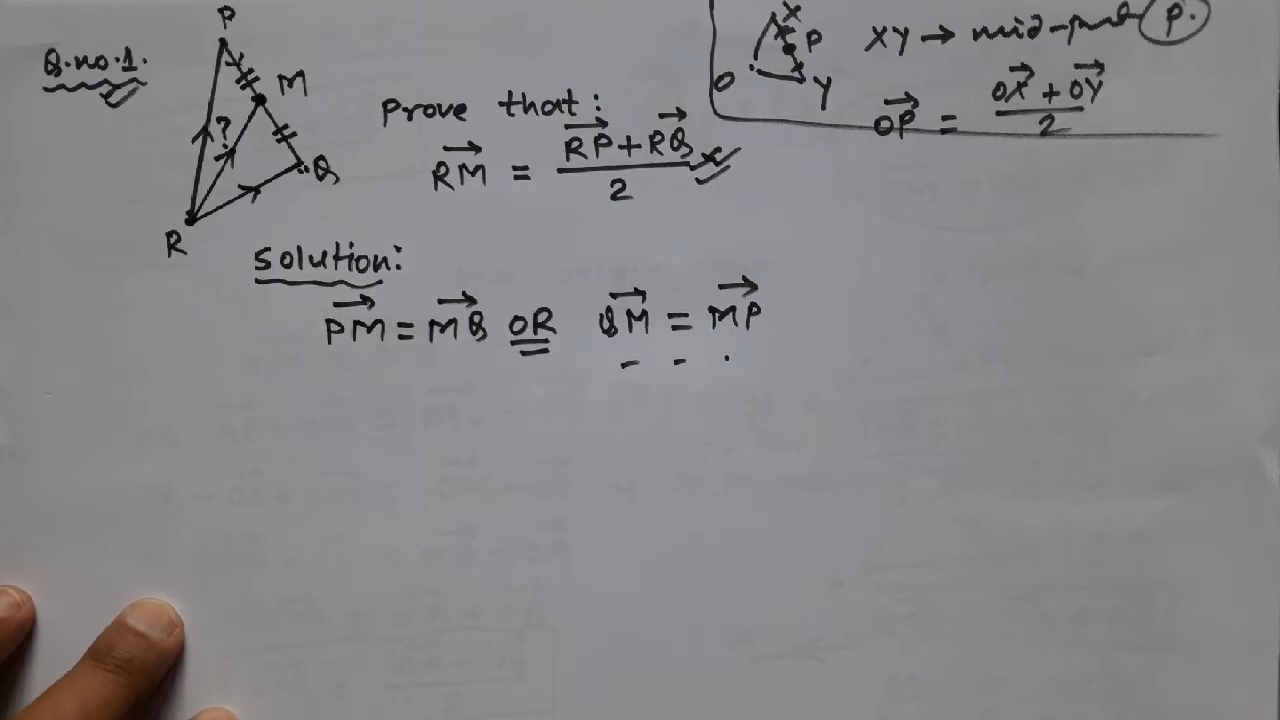 Q.no.1.
P
M
?
Q
R
Prove that:
→RM = (→RP + →RQ)/2
X
P
O
Y
XY → mid-point P.
→OP = (→OX + →OY)/2
Solution:
→PM = →MQ OR →QM = →MP